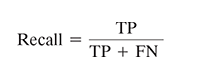 Recall = TP / TP + FN